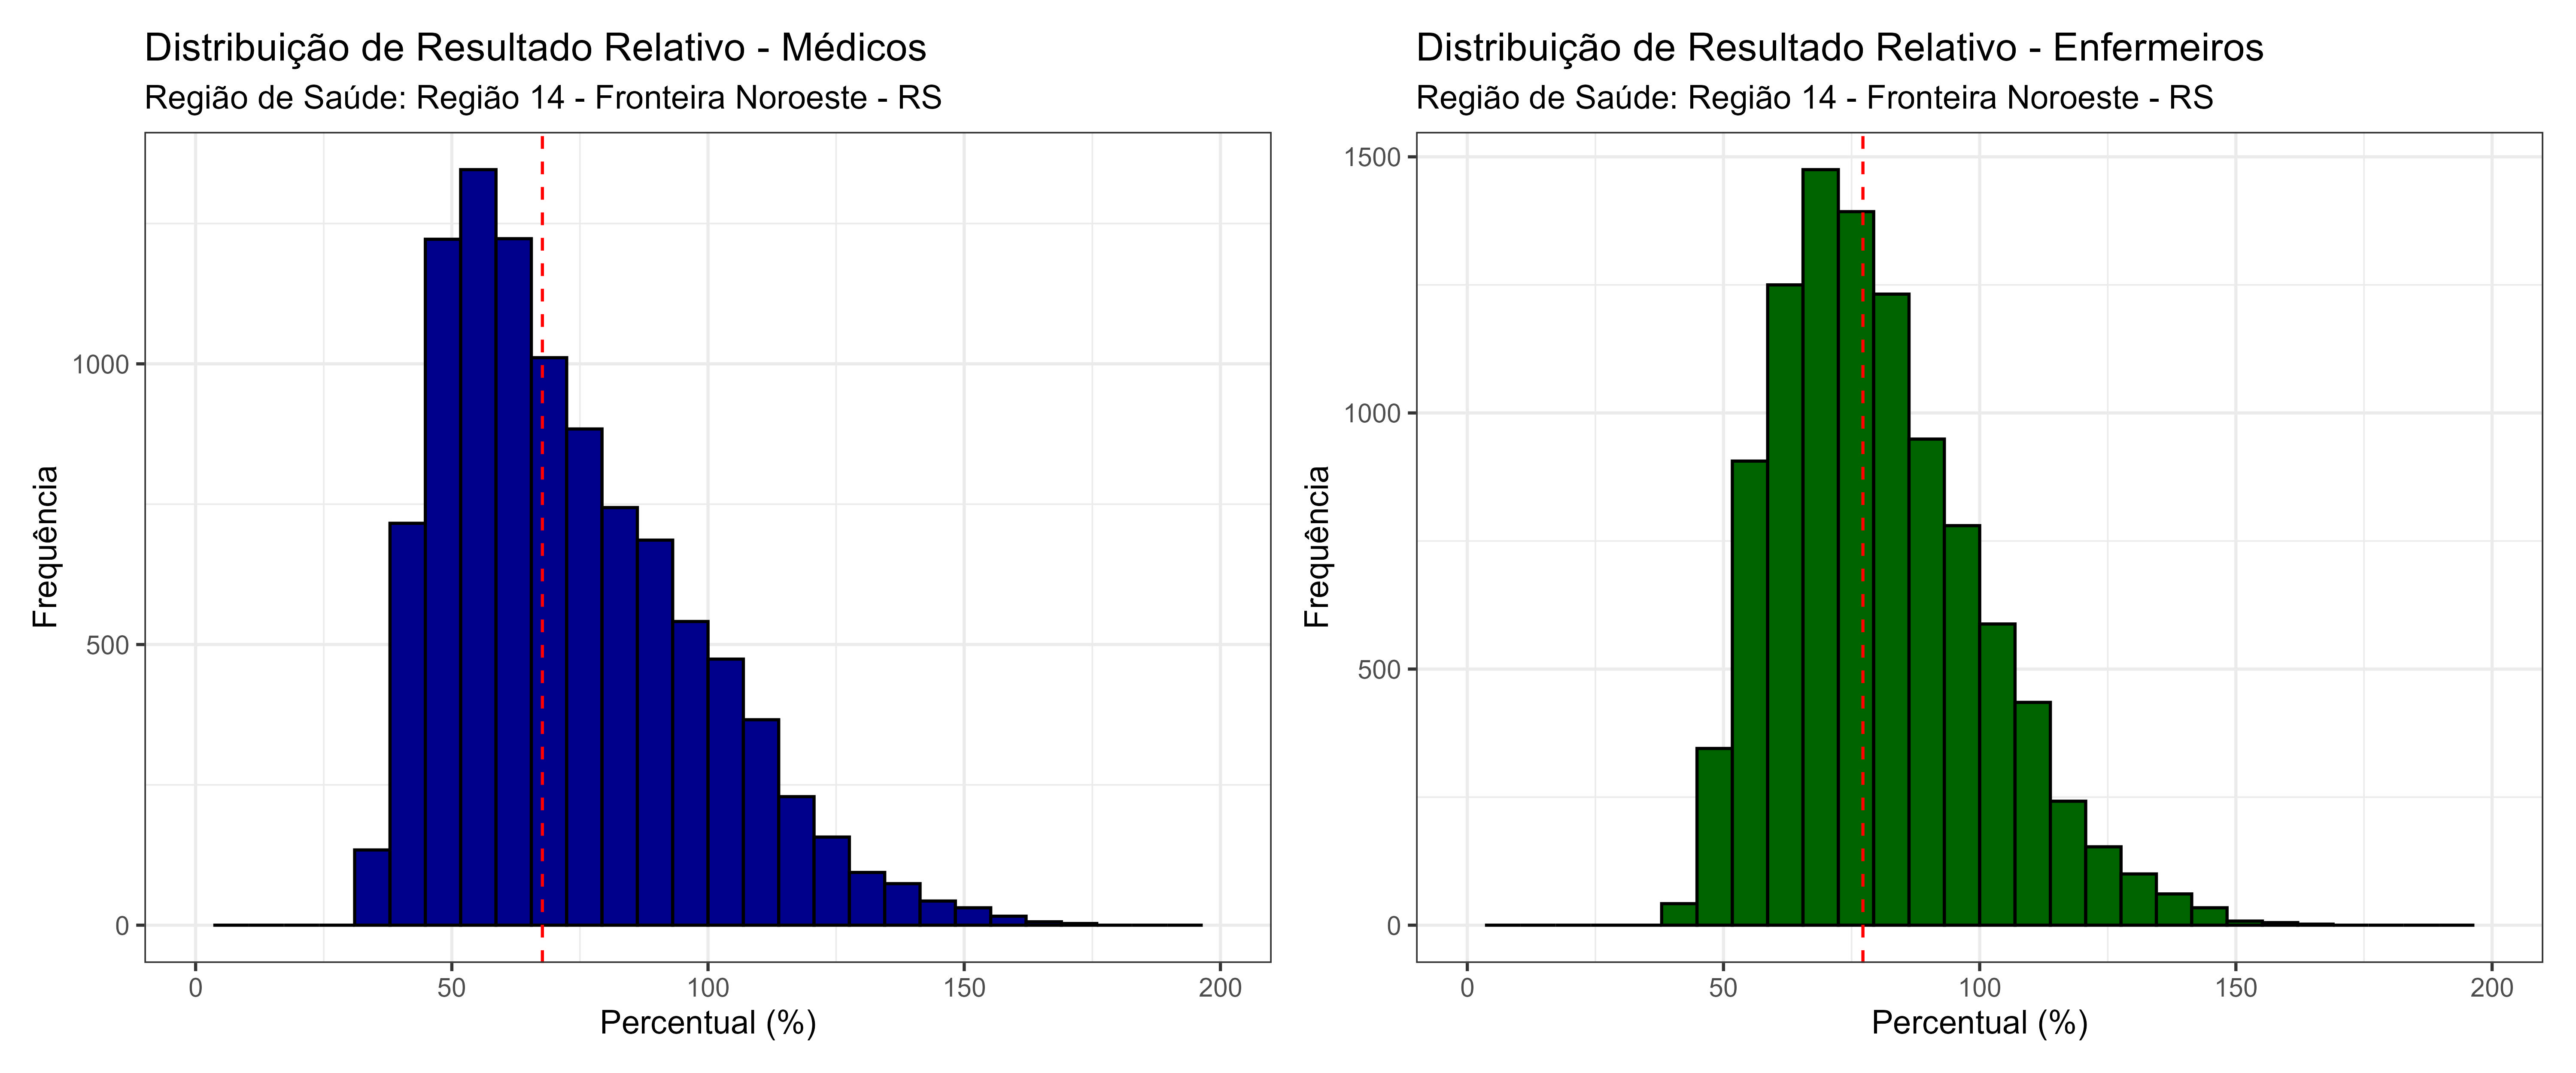 Distribuição de Resultado Relativo - Médicos
Região de Saúde: Região 14 - Fronteira Noroeste - RS
Frequência
1000
500
0
0 50 100 150 200
Percentual (%)
Distribuição de Resultado Relativo - Enfermeiros
Região de Saúde: Região 14 - Fronteira Noroeste - RS
Frequência
1500
1000
500
0
0 50 100 150 200
Percentual (%)